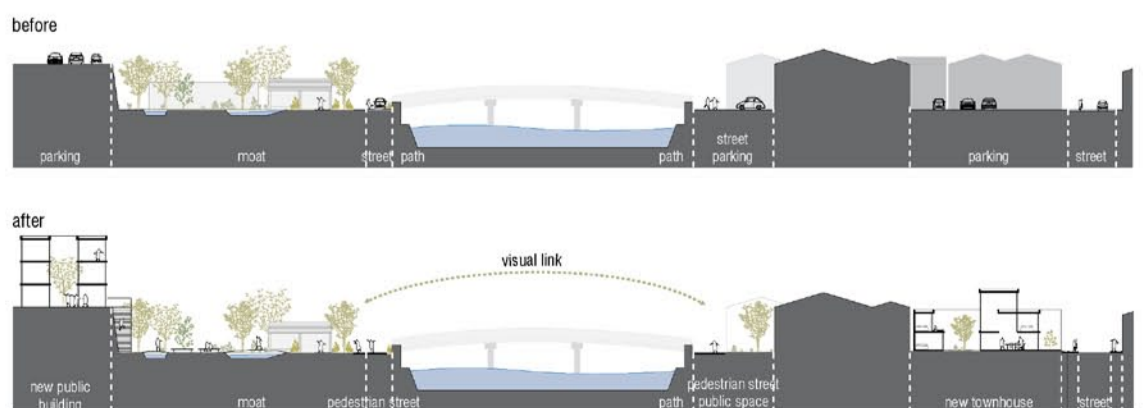 before
parking moat street path path street parking parking street
after
visual link
new public building moat pedestrian street path pedestrian street public space new townhouse street